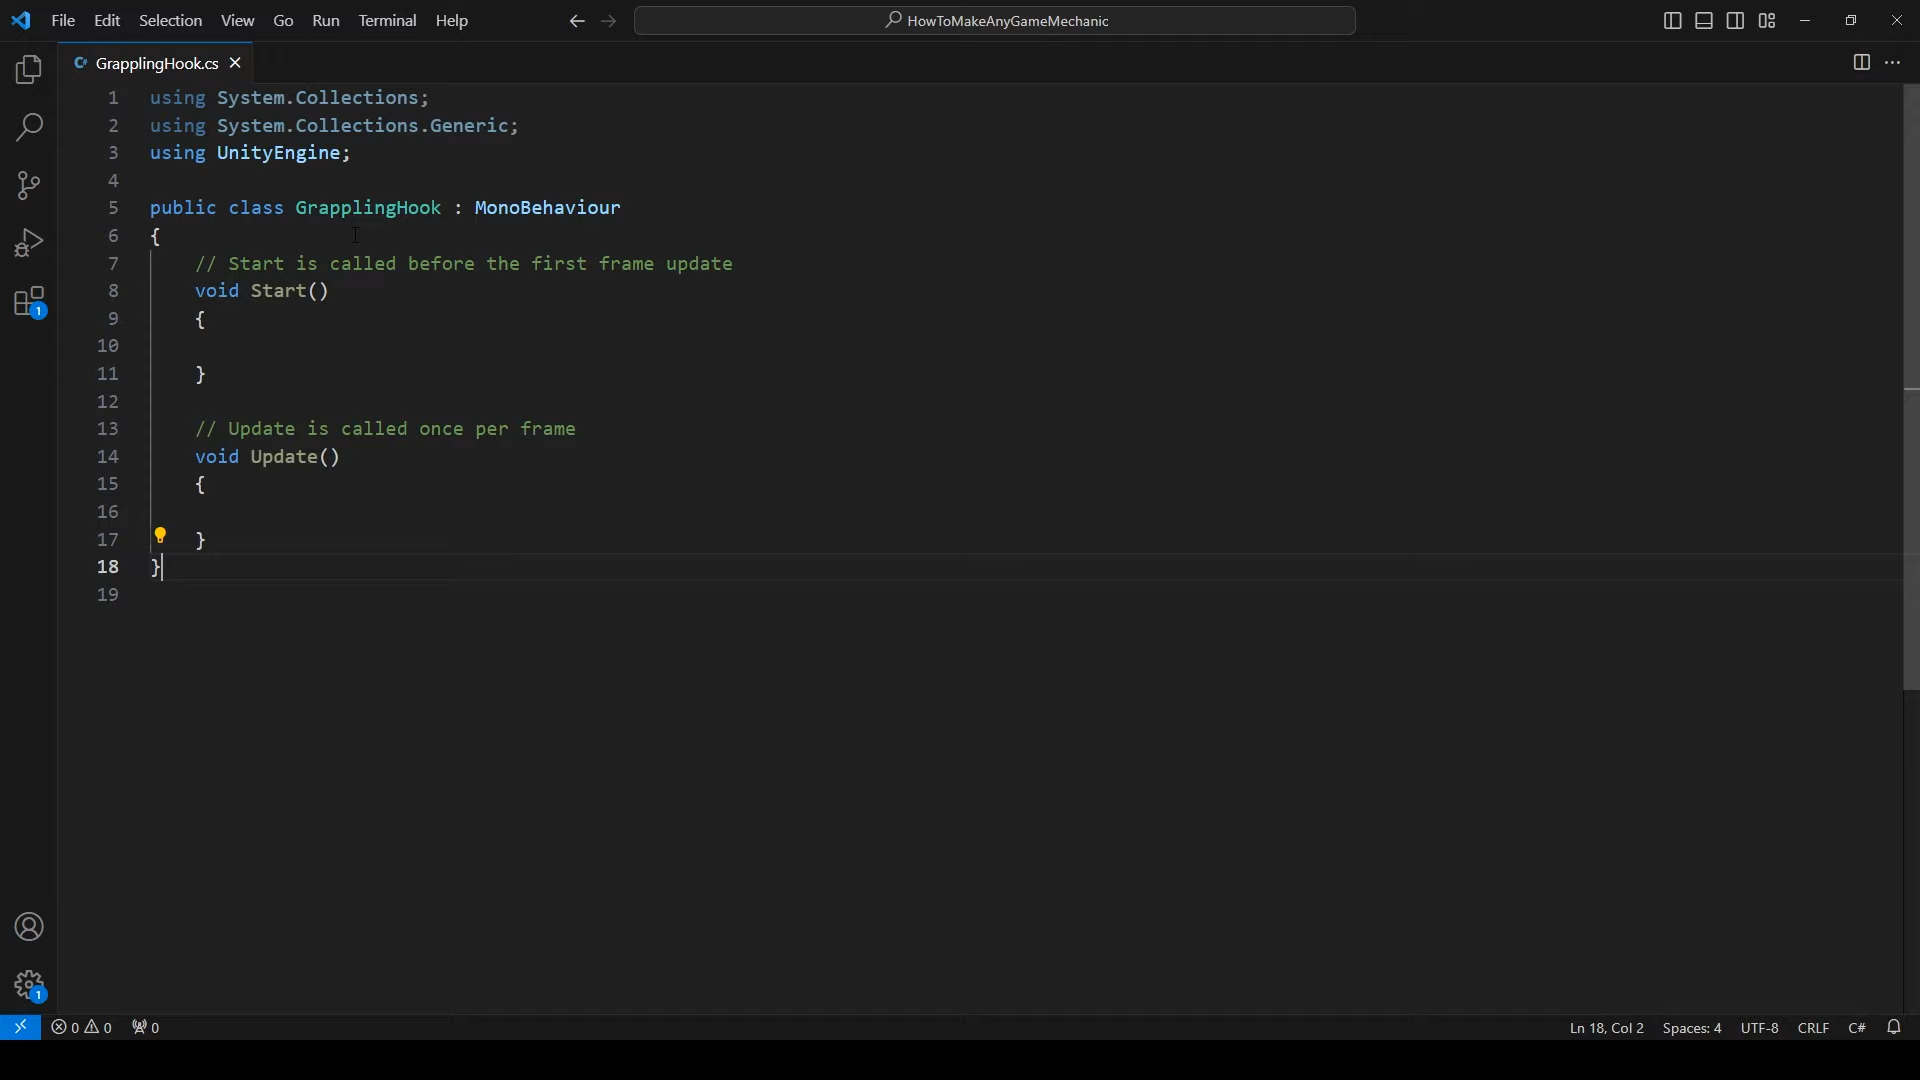 File Edit Selection View Go Run Terminal Help
HowToMakeAnyGameMechanic
C# GrapplingHook.cs
1 using System.Collections;
2 using System.Collections.Generic;
3 using UnityEngine;
4
5 public class GrapplingHook : MonoBehaviour
6 {
7 // Start is called before the first frame update
8 void Start()
9 {
10
11 }
12
13 // Update is called once per frame
14 void Update()
15 {
16
17 }
18 }
19
1
1
0 0 0
Ln 18, Col 2 Spaces: 4 UTF-8 CRLF C#